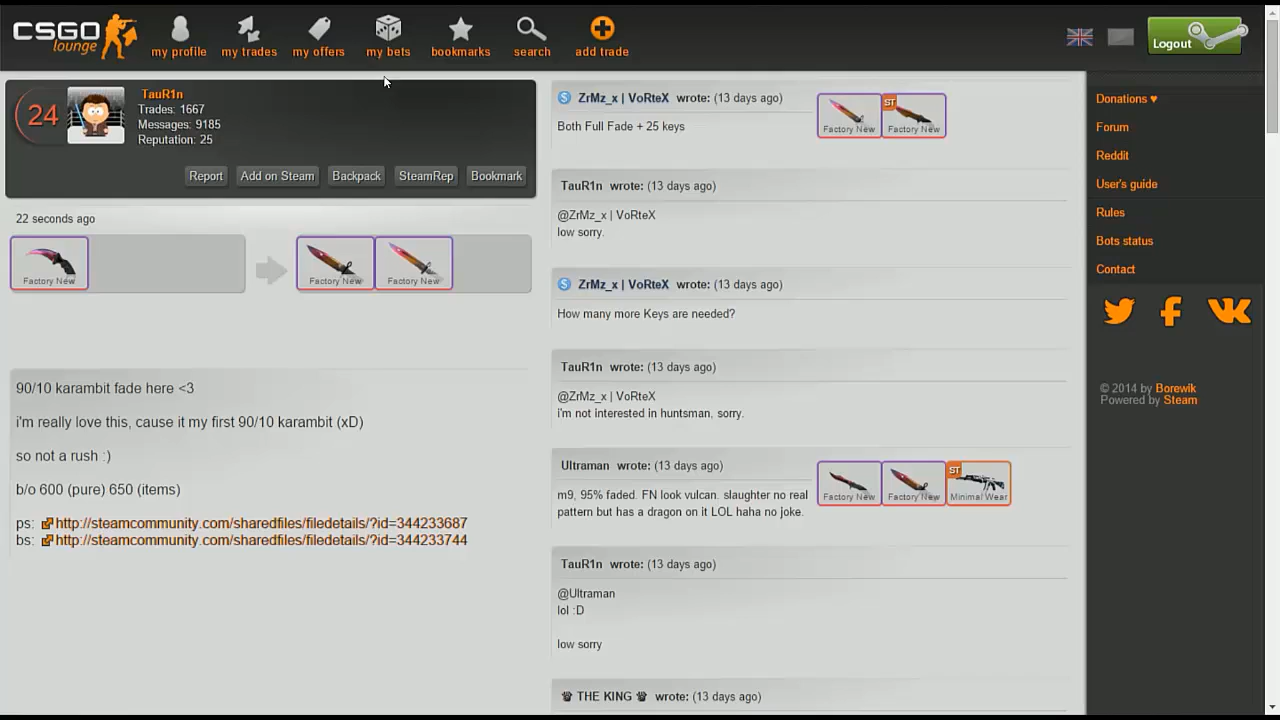 CSGO
lounge
my profile
my trades
my offers
my bets
bookmarks
search
add trade
Logout
24
TauR1n
Trades: 1667
Messages: 9185
Reputation: 25
Report
Add on Steam
Backpack
SteamRep
Bookmark
22 seconds ago
Factory New
Factory New
Factory New
90/10 karambit fade here <3
i'm really love this, cause it my first 90/10 karambit (xD)
so not a rush :)
b/o 600 (pure) 650 (items)
ps: http://steamcommunity.com/sharedfiles/filedetails/?id=344233687
bs: http://steamcommunity.com/sharedfiles/filedetails/?id=344233744
ZrMz_x | VoRteX wrote: (13 days ago)
Both Full Fade + 25 keys
Factory New
ST
Factory New
TauR1n wrote: (13 days ago)
@ZrMz_x | VoRteX
low sorry.
ZrMz_x | VoRteX wrote: (13 days ago)
How many more Keys are needed?
TauR1n wrote: (13 days ago)
@ZrMz_x | VoRteX
i'm not interested in huntsman, sorry.
Ultraman wrote: (13 days ago)
m9, 95% faded. FN look vulcan. slaughter no real
pattern but has a dragon on it LOL haha no joke.
Factory New
Factory New
ST
Minimal Wear
TauR1n wrote: (13 days ago)
@Ultraman
lol :D
low sorry
THE KING wrote: (13 days ago)
Donations ♥
Forum
Reddit
User's guide
Rules
Bots status
Contact
© 2014 by Borewik
Powered by Steam